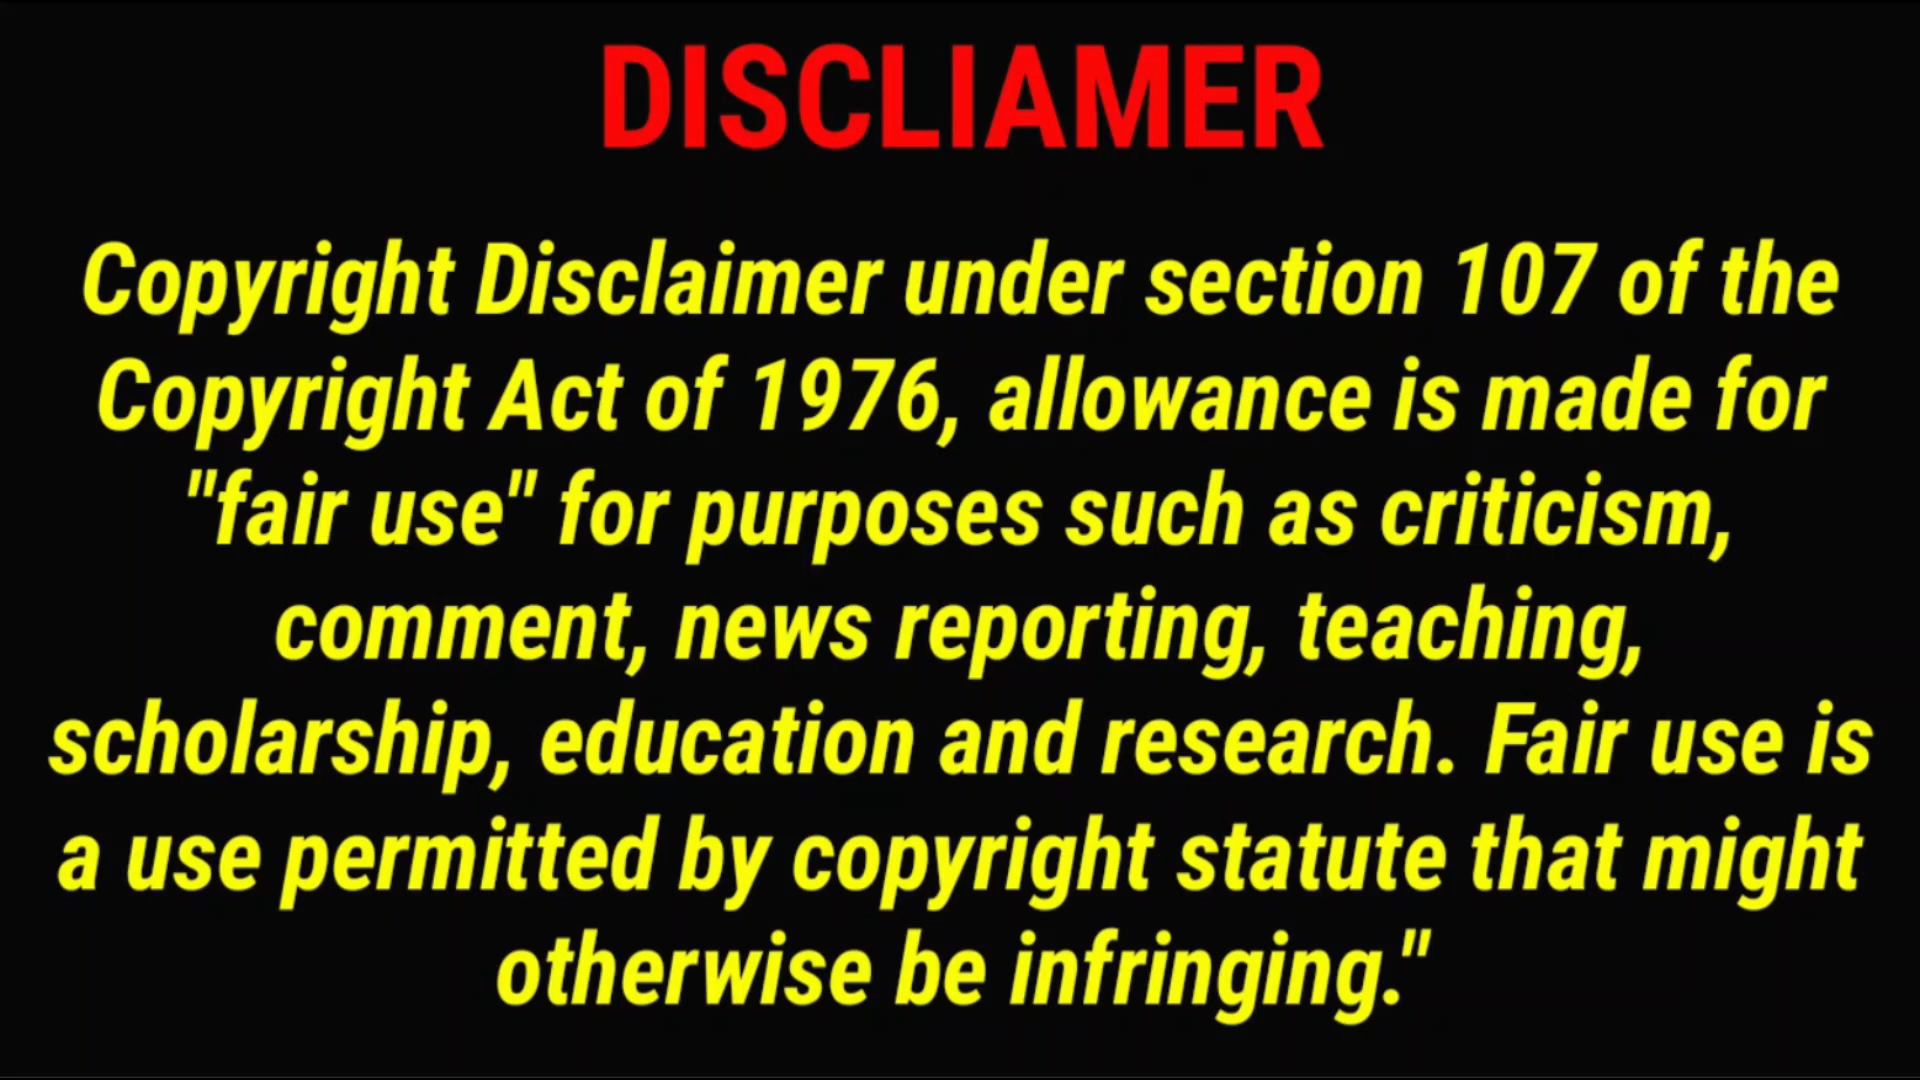 DISCLIAMER
Copyright Disclaimer under section 107 of the
Copyright Act of 1976, allowance is made for
"fair use" for purposes such as criticism,
comment, news reporting, teaching,
scholarship, education and research. Fair use is
a use permitted by copyright statute that might
otherwise be infringing."